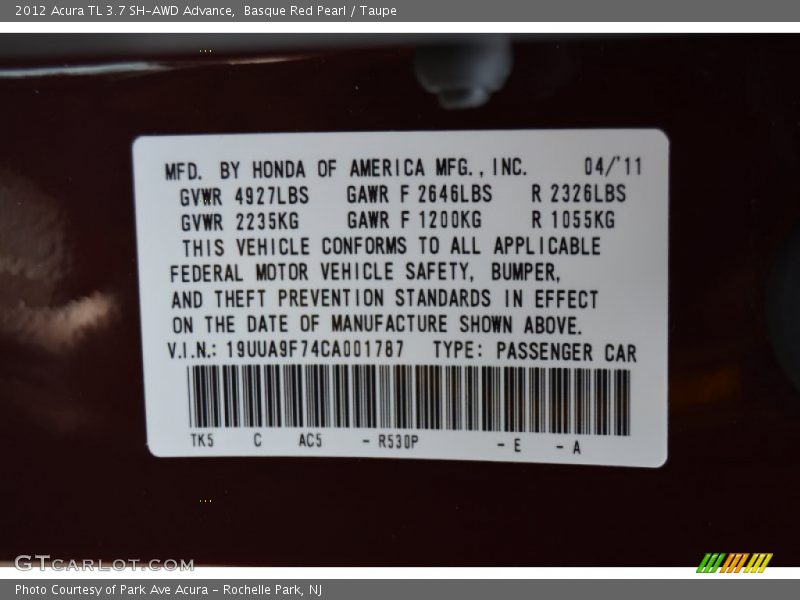 2012 Acura TL 3.7 SH-AWD Advance, Basque Red Pearl / Taupe
MFD. BY HONDA OF AMERICA MFG., INC. 04/'11
GVWR 4927LBS GAWR F 2646LBS R 2326LBS
GVWR 2235KG GAWR F 1200KG R 1055KG
THIS VEHICLE CONFORMS TO ALL APPLICABLE
FEDERAL MOTOR VEHICLE SAFETY, BUMPER,
AND THEFT PREVENTION STANDARDS IN EFFECT
ON THE DATE OF MANUFACTURE SHOWN ABOVE.
V.I.N.: 19UUA9F74CA001787 TYPE: PASSENGER CAR
TK5 C AC5 - R530P - E - A
GTCARLOT.COM
Photo Courtesy of Park Ave Acura - Rochelle Park, NJ